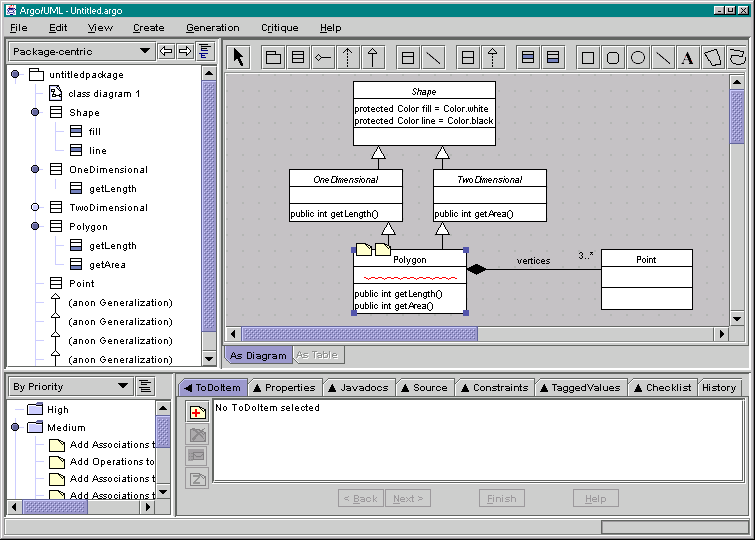 Argo/UML - Untitled.argo
File Edit View Create Generation Critique Help
Package-centric
untitledpackage
class diagram 1
Shape
fill
line
OneDimensional
getLength
TwoDimensional
Polygon
getLength
getArea
Point
(anon Generalization)
(anon Generalization)
(anon Generalization)
(anon Generalization)
A
Shape
protected Color fill = Color.white
protected Color line = Color.black
OneDimensional
public int getLength()
TwoDimensional
public int getArea()
Polygon
public int getLength()
public int getArea()
vertices
3..*
Point
As Diagram As Table
By Priority
High
Medium
Add Associations t
Add Operations to
Add Associations t
Add Associations t
ToDoItem Properties Javadocs Source Constraints TaggedValues Checklist History
No ToDoItem selected
Z
< Back Next > Finish Help